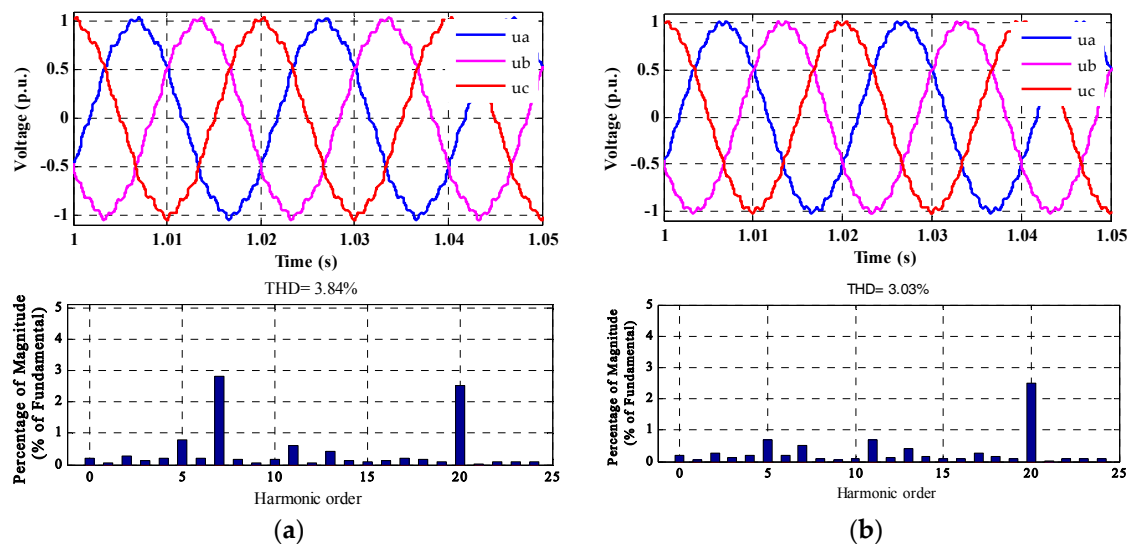 1
0.5
0
-0.5
-1
Voltage (p.u.)
ua
ub
uc
1 1.01 1.02 1.03 1.04 1.05
Time (s)
THD= 3.84%
5
4
3
2
1
0
Percentage of Magnitude
(% of Fundamental)
0 5 10 15 20 25
Harmonic order
(a)
1
0.5
0
-0.5
-1
Voltage (p.u.)
ua
ub
uc
1 1.01 1.02 1.03 1.04 1.05
Time (s)
THD= 3.03%
5
4
3
2
1
0
Percentage of Magnitude
(% of Fundamental)
0 5 10 15 20 25
Harmonic order
(b)